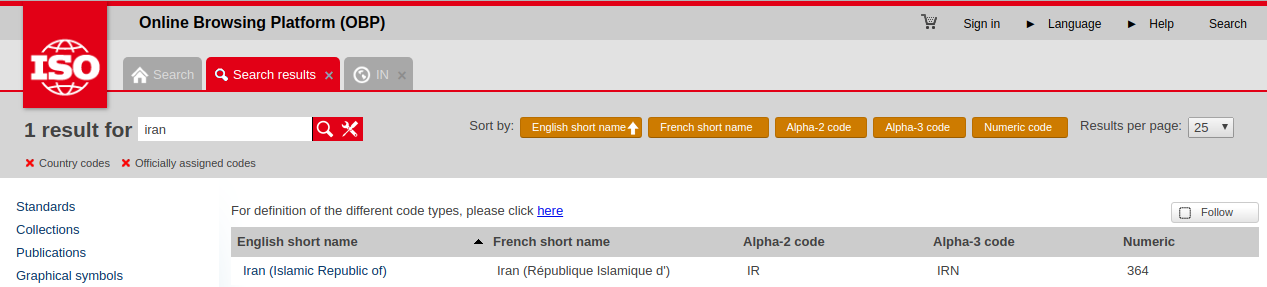 Online Browsing Platform (OBP)
Sign in
Language
Help
Search
ISO
Search
Search results
IN
1 result for iran
Sort by: English short name French short name Alpha-2 code Alpha-3 code Numeric code Results per page: 25
Country codes Officially assigned codes
Standards
Collections
Publications
Graphical symbols
For definition of the different code types, please click here
Follow
English short name French short name Alpha-2 code Alpha-3 code Numeric
Iran (Islamic Republic of) Iran (République Islamique d') IR IRN 364